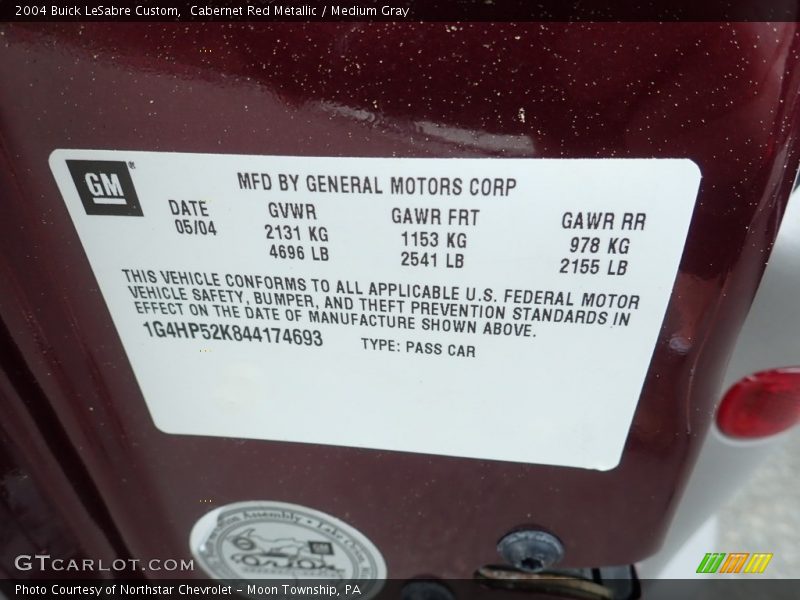 2004 Buick LeSabre Custom,  Cabernet Red Metallic / Medium Gray
GM
MFD BY GENERAL MOTORS CORP
DATE GVWR GAWR FRT GAWR RR
05/04 2131 KG 1153 KG 978 KG
4696 LB 2541 LB 2155 LB
THIS VEHICLE CONFORMS TO ALL APPLICABLE U.S. FEDERAL MOTOR
VEHICLE SAFETY, BUMPER, AND THEFT PREVENTION STANDARDS IN
EFFECT ON THE DATE OF MANUFACTURE SHOWN ABOVE.
1G4HP52K844174693 TYPE: PASS CAR
Assembly • Lake
Orion
GTCARLOT.COM
Photo Courtesy of Northstar Chevrolet - Moon Township, PA